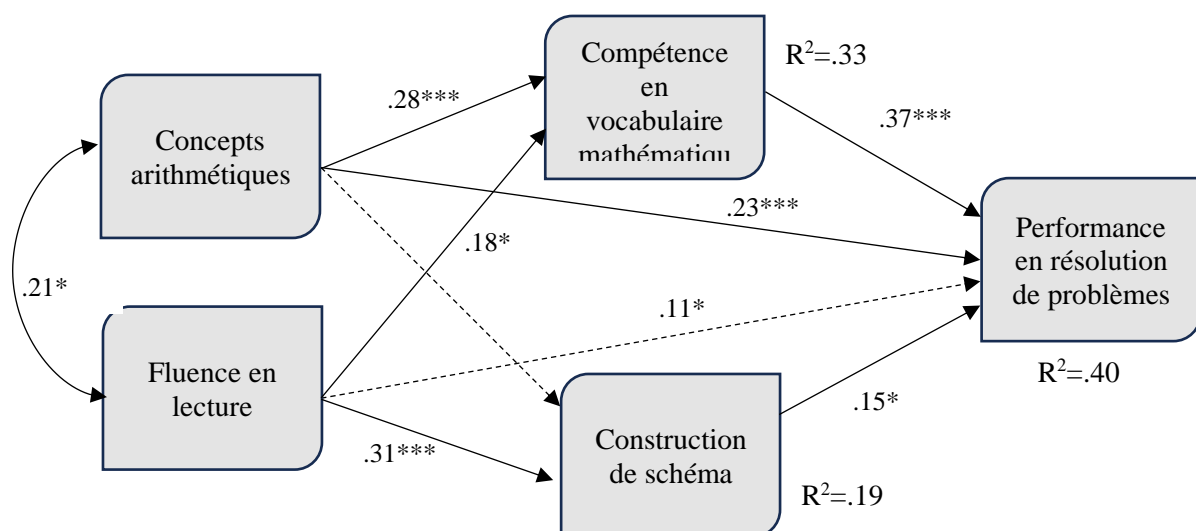 Concepts
arithmétiques
Fluence en
lecture
Compétence
en
vocabulaire
mathématiqu
R²=.33
Construction
de schéma
R²=.19
Performance
en résolution
de problèmes
R²=.40
.21*
.28***
.18*
.31***
.23***
.11*
.37***
.15*